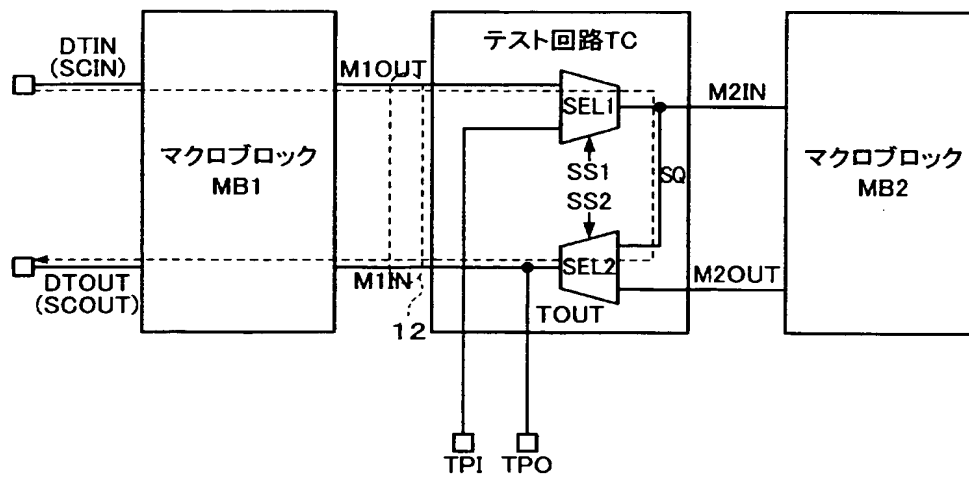 DTIN
(SCIN)
マクロブロック
MB1
DTOUT
(SCOUT)
M1OUT
M1IN
12
テスト回路TC
SEL1
SS1
SS2
SQ
SEL2
TOUT
M2IN
M2OUT
マクロブロック
MB2
TPI
TPO